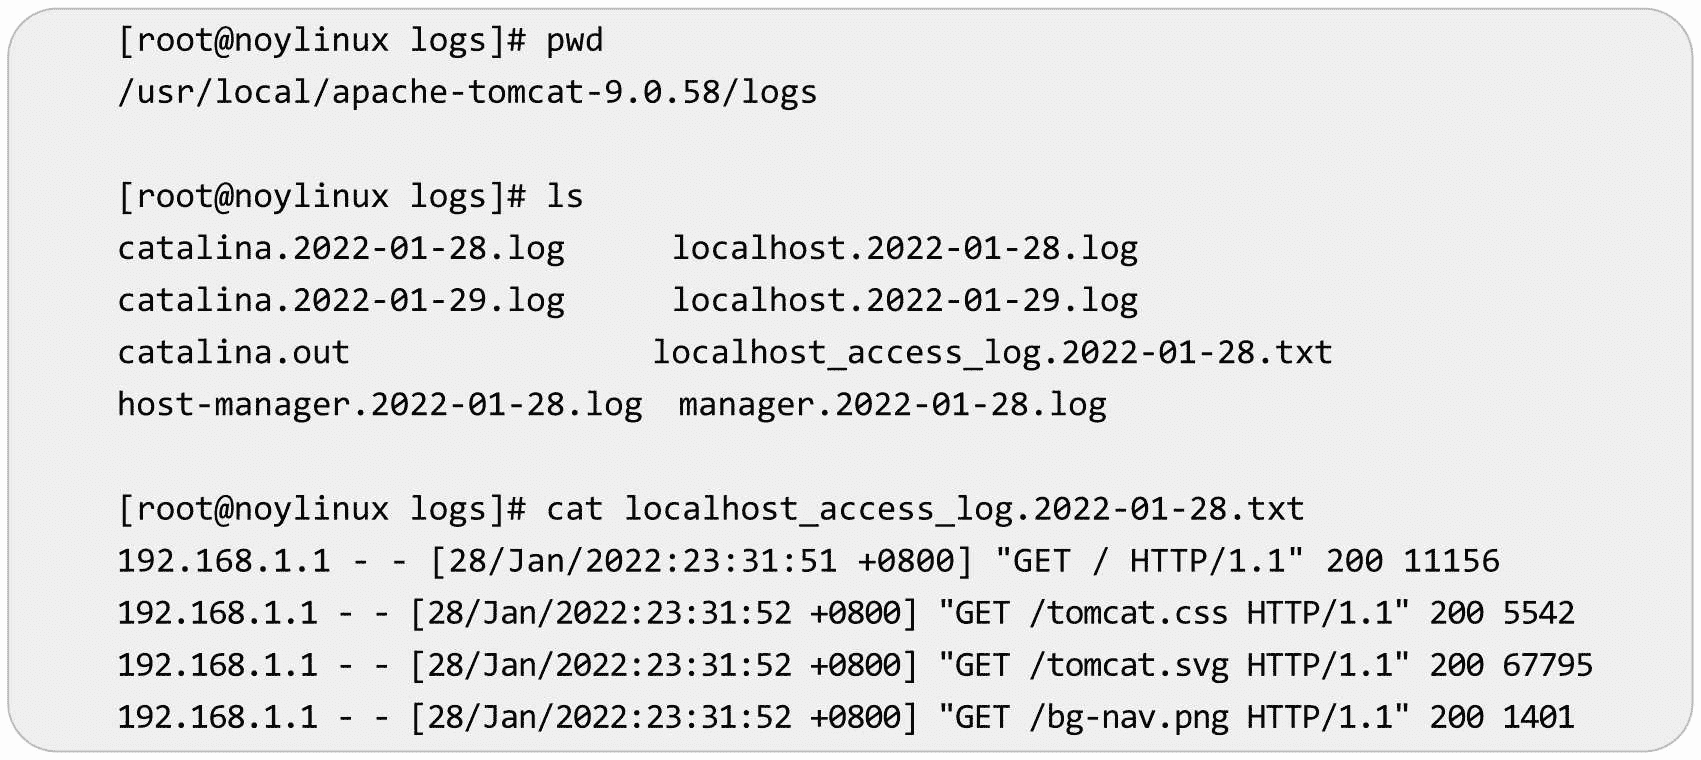 [root@noylinux logs]# pwd
/usr/local/apache-tomcat-9.0.58/logs
[root@noylinux logs]# ls
catalina.2022-01-28.log localhost.2022-01-28.log
catalina.2022-01-29.log localhost.2022-01-29.log
catalina.out localhost_access_log.2022-01-28.txt
host-manager.2022-01-28.log manager.2022-01-28.log
[root@noylinux logs]# cat localhost_access_log.2022-01-28.txt
192.168.1.1 - - [28/Jan/2022:23:31:51 +0800] "GET / HTTP/1.1" 200 11156
192.168.1.1 - - [28/Jan/2022:23:31:52 +0800] "GET /tomcat.css HTTP/1.1" 200 5542
192.168.1.1 - - [28/Jan/2022:23:31:52 +0800] "GET /tomcat.svg HTTP/1.1" 200 67795
192.168.1.1 - - [28/Jan/2022:23:31:52 +0800] "GET /bg-nav.png HTTP/1.1" 200 1401